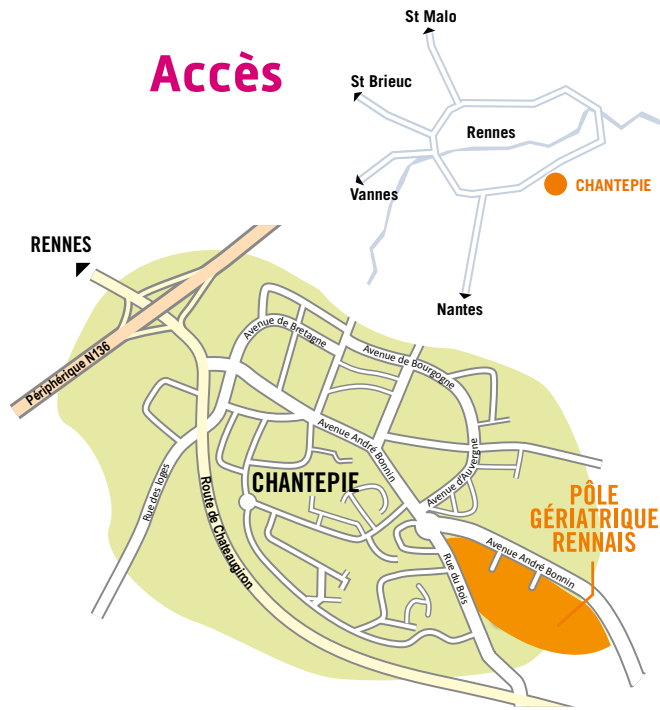 Accès
St Malo
St Brieuc
Rennes
Vannes
CHANTEPIE
Nantes
RENNES
Périphérique N136
Avenue de Bretagne
Avenue de Bourgogne
Avenue André Bonnin
Avenue d'Auvergne
Rue des loges
Route de Chateaugiron
CHANTEPIE
PÔLE
GÉRIATRIQUE
RENNAIS
Avenue André Bonnin
Rue du Bois